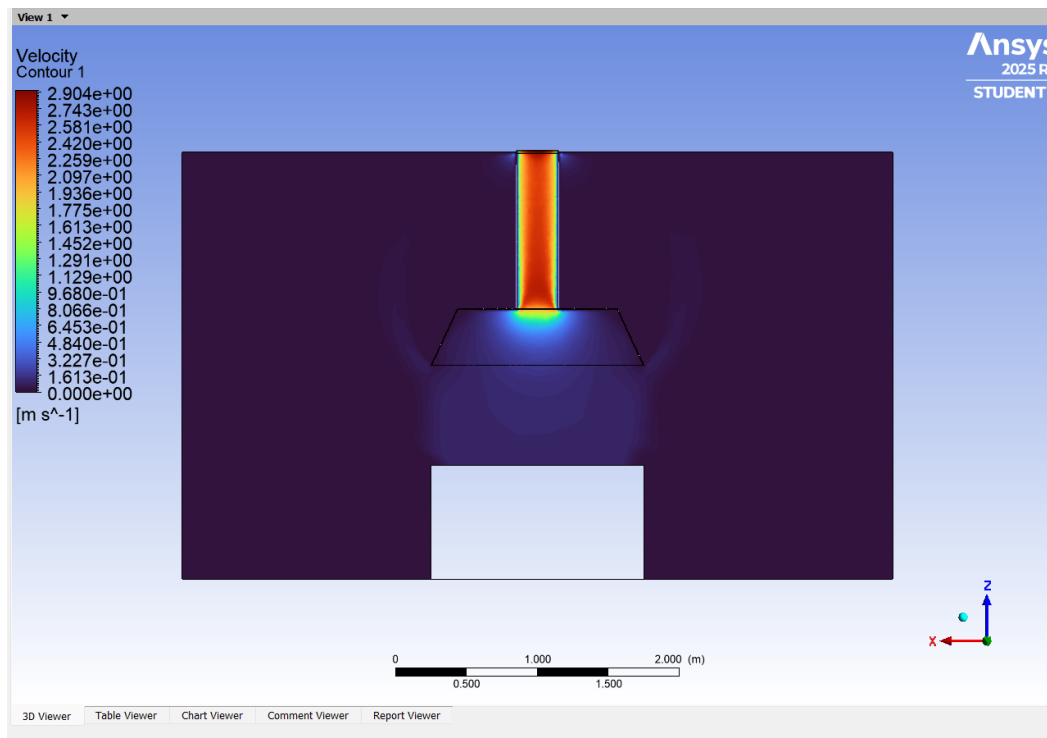 View 1
Velocity
Contour 1
2.904e+00
2.743e+00
2.581e+00
2.420e+00
2.259e+00
2.097e+00
1.936e+00
1.775e+00
1.613e+00
1.452e+00
1.291e+00
1.129e+00
9.680e-01
8.066e-01
6.453e-01
4.840e-01
3.227e-01
1.613e-01
0.000e+00
[m s^-1]
Ansys
2025 R
STUDENT
Z
X
0 1.000 2.000 (m)
0.500 1.500
3D Viewer Table Viewer Chart Viewer Comment Viewer Report Viewer